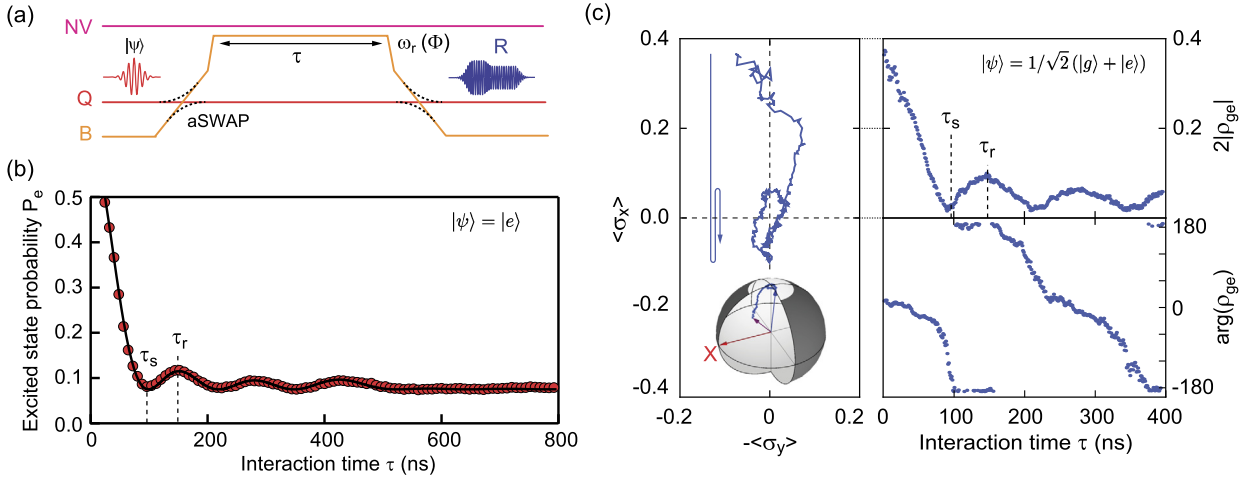 (a)
NV
|ψ⟩
τ
ω_r (Φ)
R
Q
aSWAP
B
(b)
Excited state probability P_e
0.5
0.4
0.3
0.2
0.1
0.0
|ψ⟩ = |e⟩
τ_s
τ_r
0
200
400
600
800
Interaction time τ (ns)
(c)
<σ_x>
0.4
0.2
0.0
-0.2
-0.4
X
-0.2
0
0.2
-<σ_y>
|ψ⟩ = 1/√2 (|g⟩ + |e⟩)
τ_s
τ_r
0.4
0.2
2|ρ_ge|
180
0
-180
arg(ρ_ge)
0
100
200
300
400
Interaction time τ (ns)